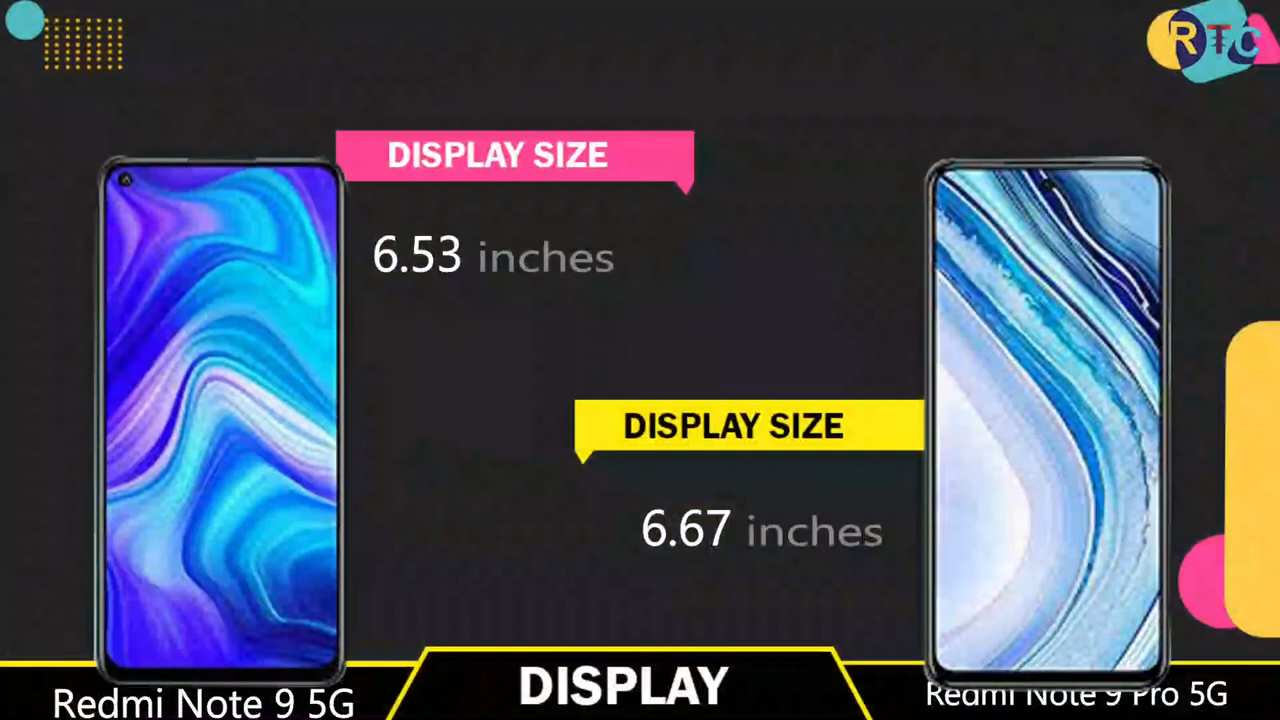 RTC
DISPLAY SIZE
6.53 inches
DISPLAY SIZE
6.67 inches
DISPLAY
Redmi Note 9 5G
Redmi Note 9 Pro 5G